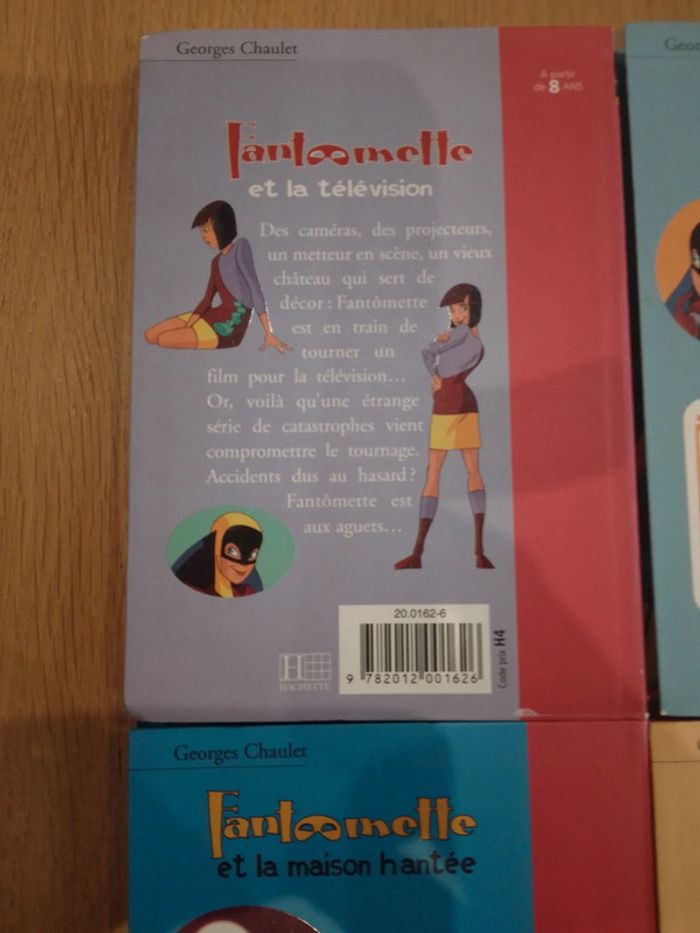 Georges Chaulet
A partir
de 8 ANS
Fantômette
et la télévision
Des caméras, des projecteurs,
un metteur en scène, un vieux
château qui sert de
décor : Fantômette
est en train de
tourner un
film pour la télévision...
Or, voilà qu'une étrange
série de catastrophes vient
compromettre le tournage.
Accidents dus au hasard ?
Fantômette est
aux aguets...
20.0162-6
9 782012 001626
Code prix H4
H
HACHETTE
Georges Chaulet
Fantômette
et la maison hantée